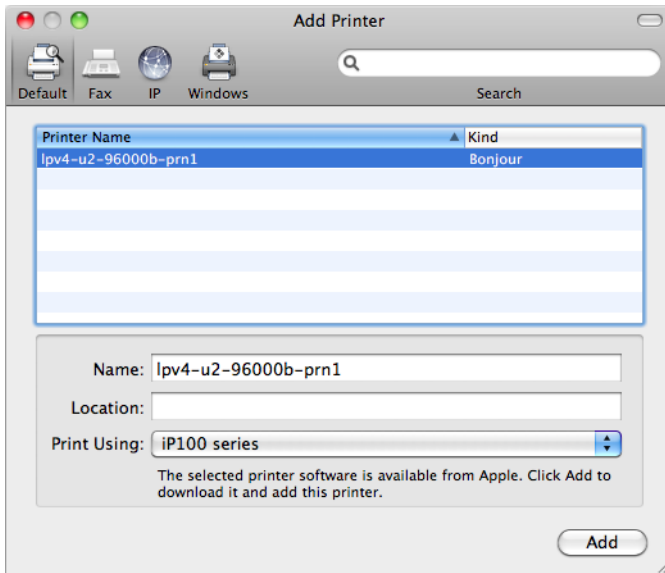 Add Printer
Default Fax IP Windows Search
Printer Name Kind
lpv4-u2-96000b-prn1 Bonjour
Name: lpv4-u2-96000b-prn1
Location:
Print Using: iP100 series
The selected printer software is available from Apple. Click Add to
download it and add this printer.
Add